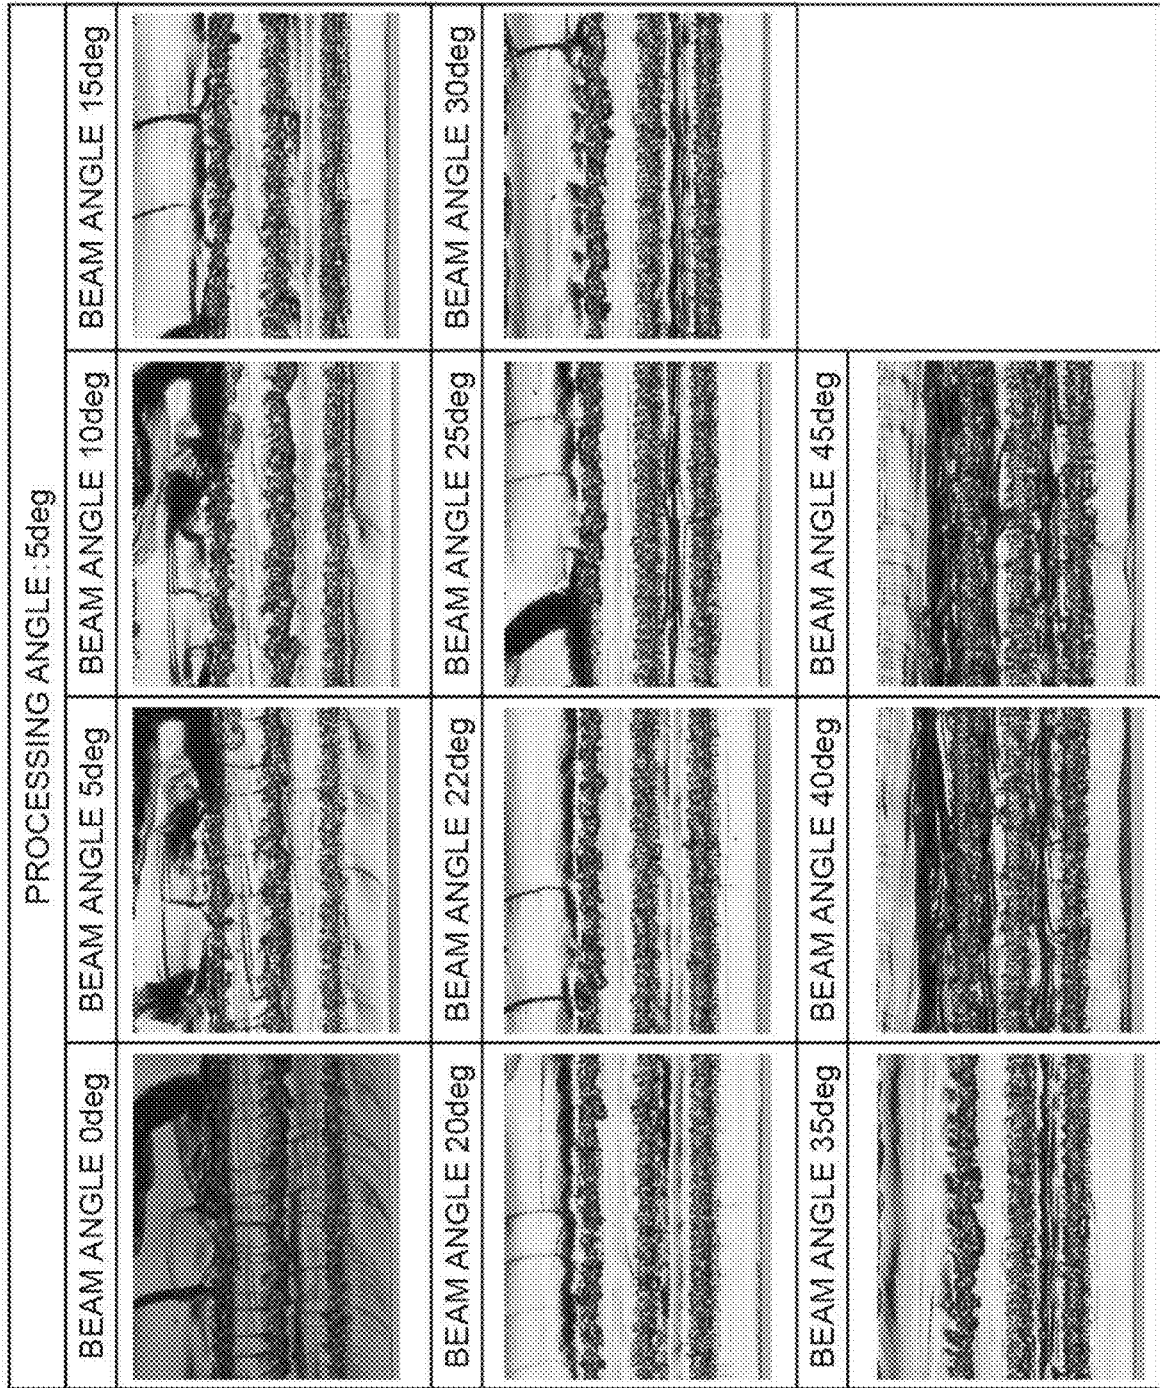 PROCESSING ANGLE:5deg
BEAM ANGLE 0deg
BEAM ANGLE 5deg
BEAM ANGLE 10deg
BEAM ANGLE 15deg
BEAM ANGLE 20deg
BEAM ANGLE 22deg
BEAM ANGLE 25deg
BEAM ANGLE 30deg
BEAM ANGLE 35deg
BEAM ANGLE 40deg
BEAM ANGLE 45deg